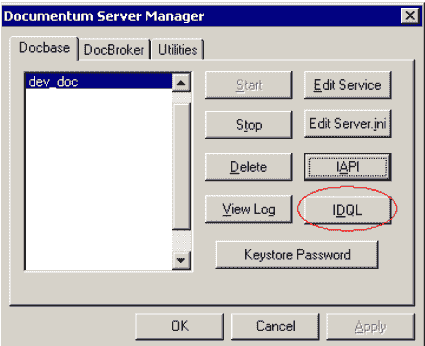 Documentum Server Manager
Docbase DocBroker Utilities
dev_doc
Start Edit Service
Stop Edit Server.ini
Delete IAPI
View Log IDQL
Keystore Password
OK Cancel Apply